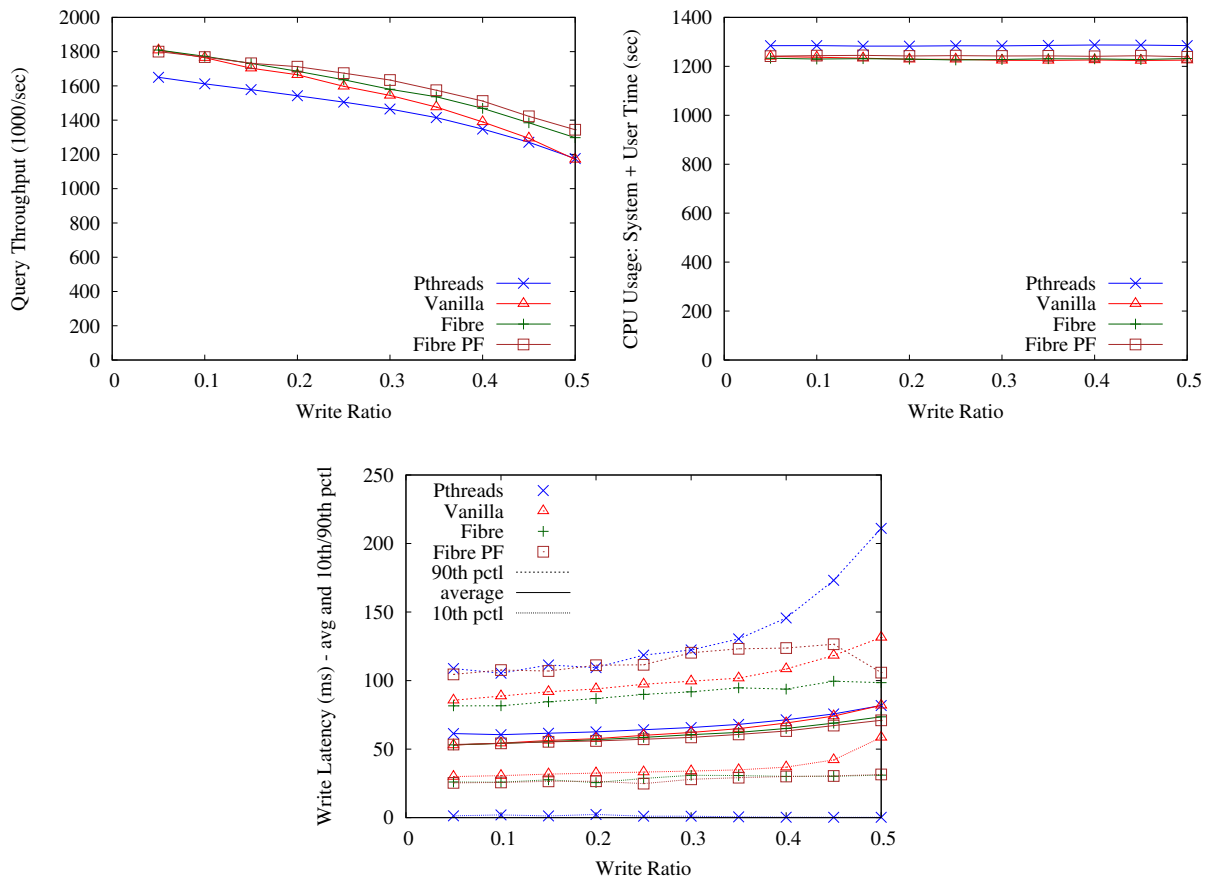 Query Throughput (1000/sec)
2000
1800
1600
1400
1200
1000
800
600
400
200
0
Pthreads
Vanilla
Fibre
Fibre PF
0 0.1 0.2 0.3 0.4 0.5
Write Ratio
CPU Usage: System + User Time (sec)
1400
1200
1000
800
600
400
200
0
Pthreads
Vanilla
Fibre
Fibre PF
0 0.1 0.2 0.3 0.4 0.5
Write Ratio
Write Latency (ms) - avg and 10th/90th pctl
250
200
150
100
50
0
Pthreads
Vanilla
Fibre
Fibre PF
90th pctl
average
10th pctl
0 0.1 0.2 0.3 0.4 0.5
Write Ratio